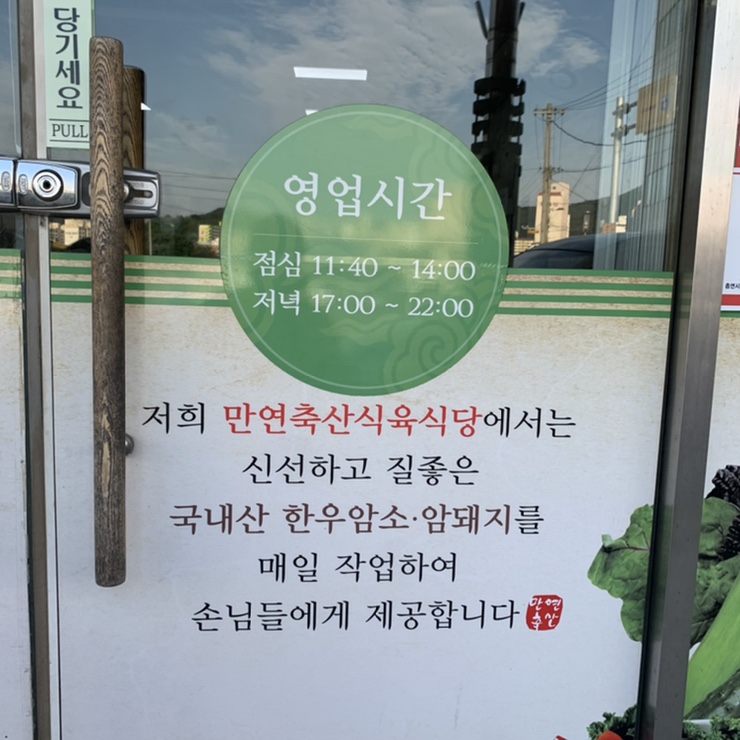 당기세요
PULL
영업시간
점심 11:40 ~ 14:00
저녁 17:00 ~ 22:00
저희 만연축산식육식당에서는
신선하고 질좋은
국내산 한우암소·암돼지를
매일 작업하여
손님들에게 제공합니다
만연
축산